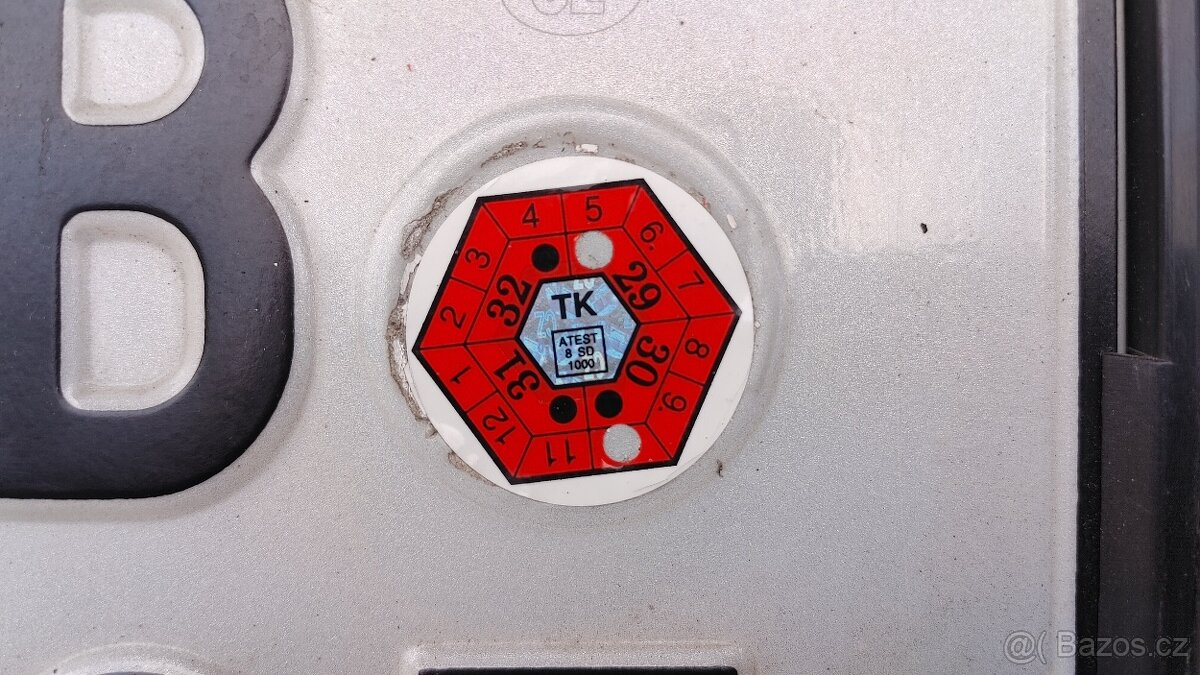 B
4 5 6. 7 8 9. 11 12 1 2 3
32 29
TK
ATEST
8 SD
1000
31 30
@( Bazos.cz